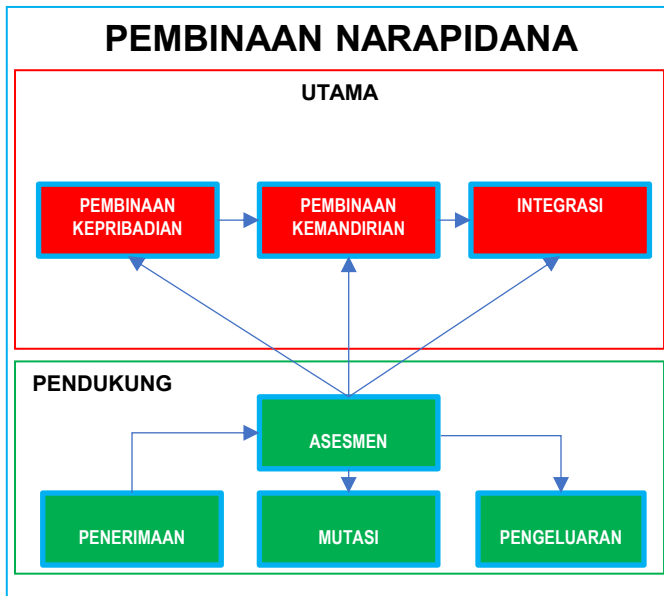 PEMBINAAN NARAPIDANA
UTAMA
PEMBINAAN
KEPRIBADIAN
PEMBINAAN
KEMANDIRIAN
INTEGRASI
PENDUKUNG
ASESMEN
PENERIMAAN
MUTASI
PENGELUARAN